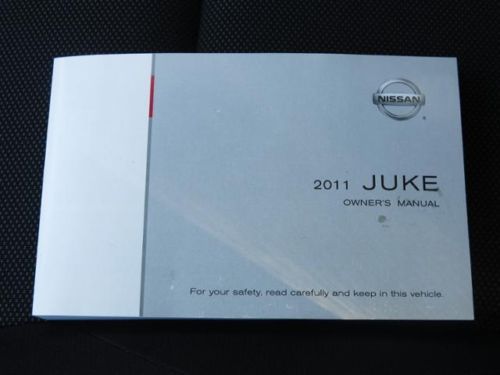 NISSAN
2011 JUKE
OWNER'S MANUAL
For your safety, read carefully and keep in this vehicle.